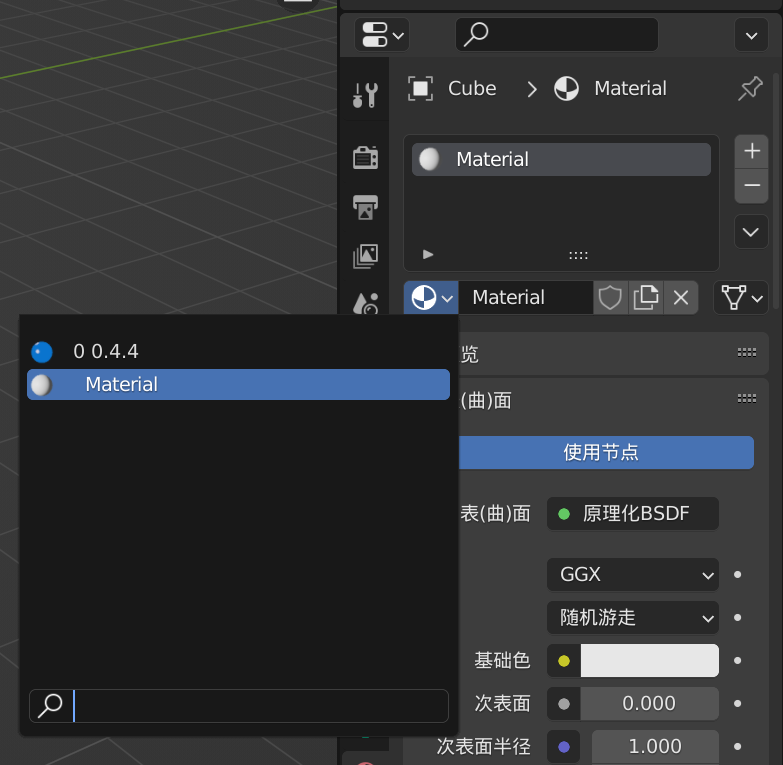 Cube
Material
Material
Material
0 0.4.4
Material
览
(曲)面
使用节点
表(曲)面
原理化BSDF
GGX
随机游走
基础色
次表面
0.000
次表面半径
1.000